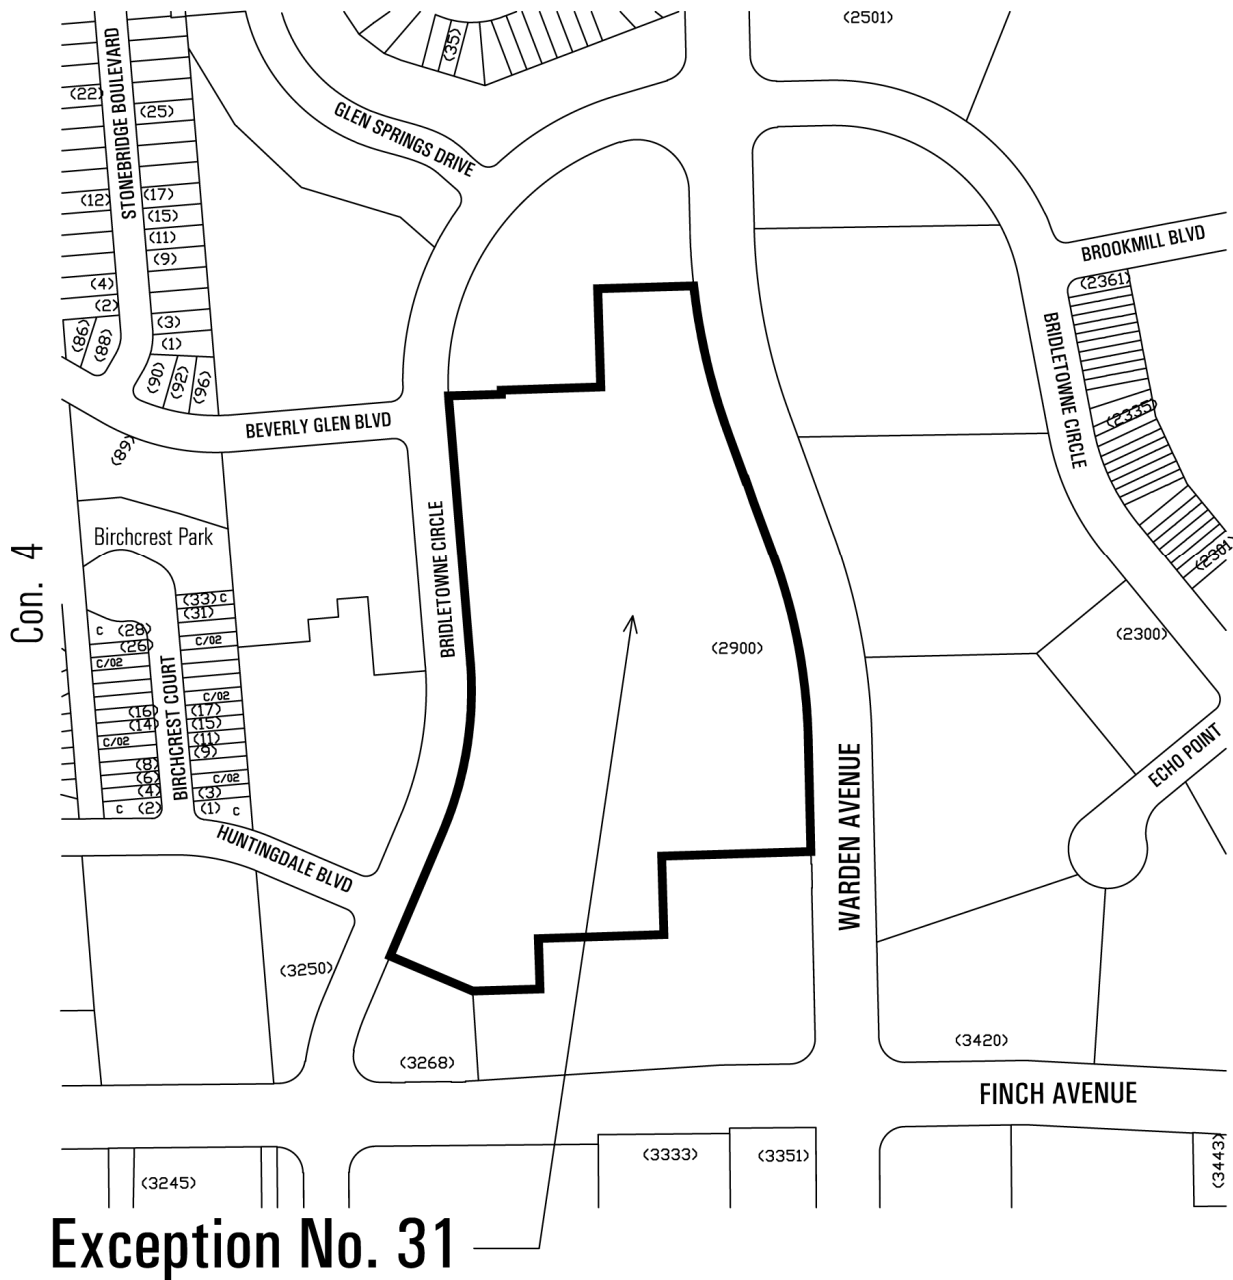 (2501)
(35)
STONEBRIDGE BOULEVARD
(22)
(25)
GLEN SPRINGS DRIVE
(12)
(17)
(15)
(11)
(9)
BROOKMILL BLVD
(4)
(2)
(2361)
(86)
(88)
(3)
(1)
(90)
(92)
(96)
BRIDLETOWNE CIRCLE
(2335)
BEVERLY GLEN BLVD
(89)
Birchcrest Park
Con. 4
BRIDLETOWNE CIRCLE
(2301)
(33) C
(31)
C (28)
(26)
C/02
C/02
(2300)
(2900)
BIRCHCREST COURT
C/02
(16)
(17)
(14)
(15)
C/02
(11)
(9)
(8)
(6)
C/02
(4)
(3)
C (2)
(1) C
ECHO POINT
WARDEN AVENUE
HUNTINGDALE BLVD
(3250)
(3268)
(3420)
FINCH AVENUE
(3245)
(3333)
(3351)
(3443)
Exception No. 31